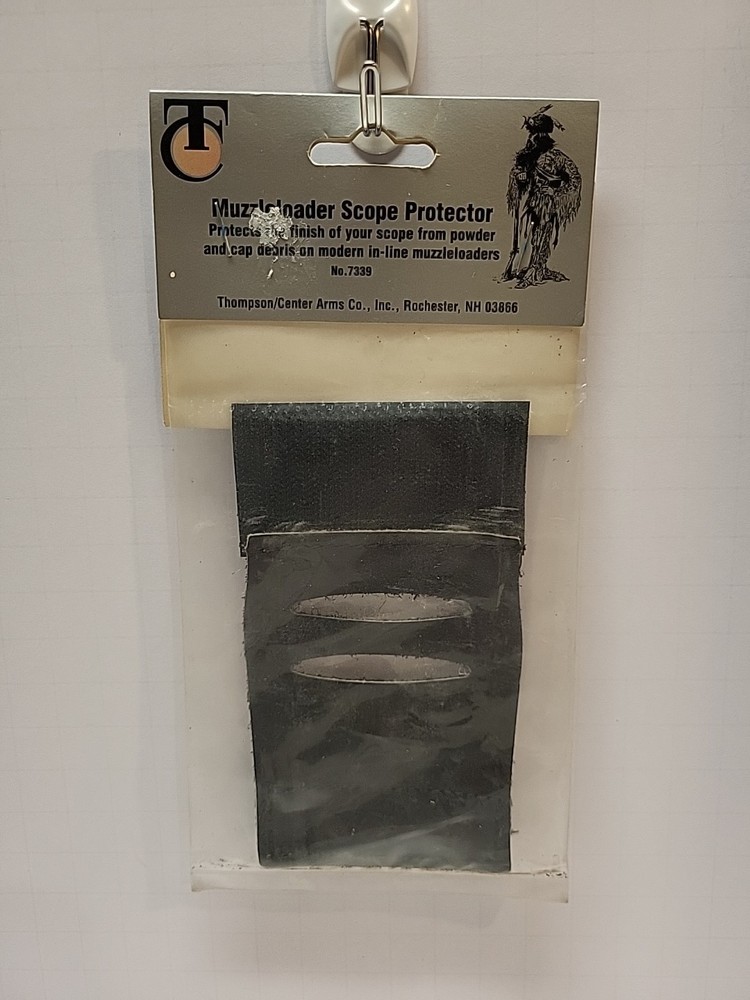 TC
Muzzleloader Scope Protector
Protects the finish of your scope from powder
and cap debris on modern in-line muzzleloaders
No.7339
Thompson/Center Arms Co., Inc., Rochester, NH 03866